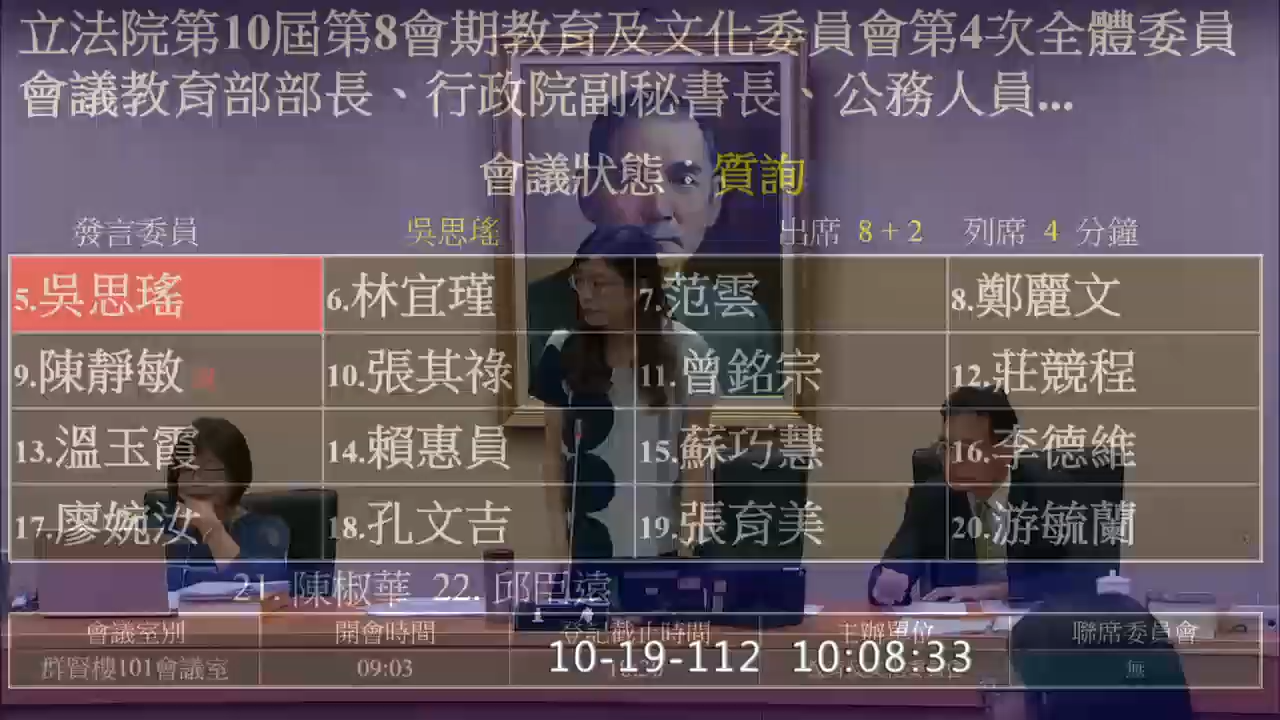 立法院第10屆第8會期教育及文化委員會第4次全體委員
會議教育部部長、行政院副秘書長、公務人員...
會議狀態：質詢
發言委員 吳思瑤 出席 8+2 列席 4 分鐘
5.吳思瑤 6.林宜瑾 7.范雲 8.鄭麗文
9.陳靜敏 10.張其祿 11.曾銘宗 12.莊競程
13.溫玉霞 14.賴惠員 15.蘇巧慧 16.李德維
17.廖婉汝 18.孔文吉 19.張育美 20.游毓蘭
21. 陳椒華 22. 邱臣遠
會議室別 開會時間 登記截止時間 主辦單位 聯席委員會
群賢樓101會議室 09:03 無
10-19-112 10:08:33